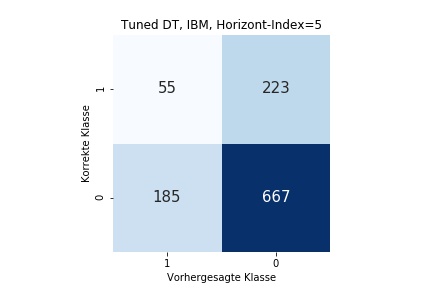 Tuned DT, IBM, Horizont-Index=5
Korrekte Klasse
1
55
223
0
185
667
1
0
Vorhergesagte Klasse